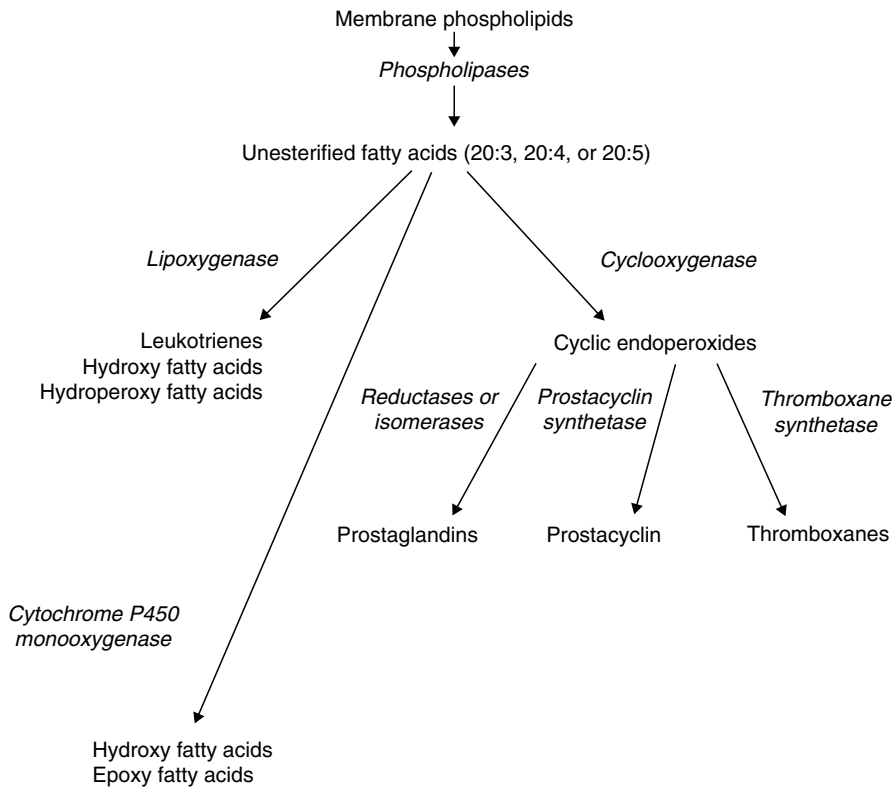 Membrane phospholipids
Phospholipases
Unesterified fatty acids (20:3, 20:4, or 20:5)
Lipoxygenase
Cyclooxygenase
Leukotrienes
Hydroxy fatty acids
Hydroperoxy fatty acids
Cyclic endoperoxides
Reductases or
isomerases
Prostacyclin
synthetase
Thromboxane
synthetase
Prostaglandins
Prostacyclin
Thromboxanes
Cytochrome P450
monooxygenase
Hydroxy fatty acids
Epoxy fatty acids